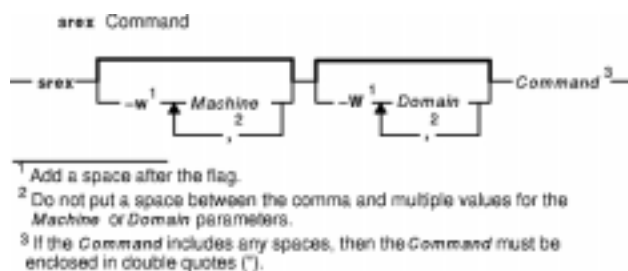 srex Command
srex -w 1 Machine 2 , -W 1 Domain 2 , Command 3
1 Add a space after the flag.
2 Do not put a space between the comma and multiple values for the
Machine or Domain parameters.
3 If the Command includes any spaces, then the Command must be
enclosed in double quotes (").